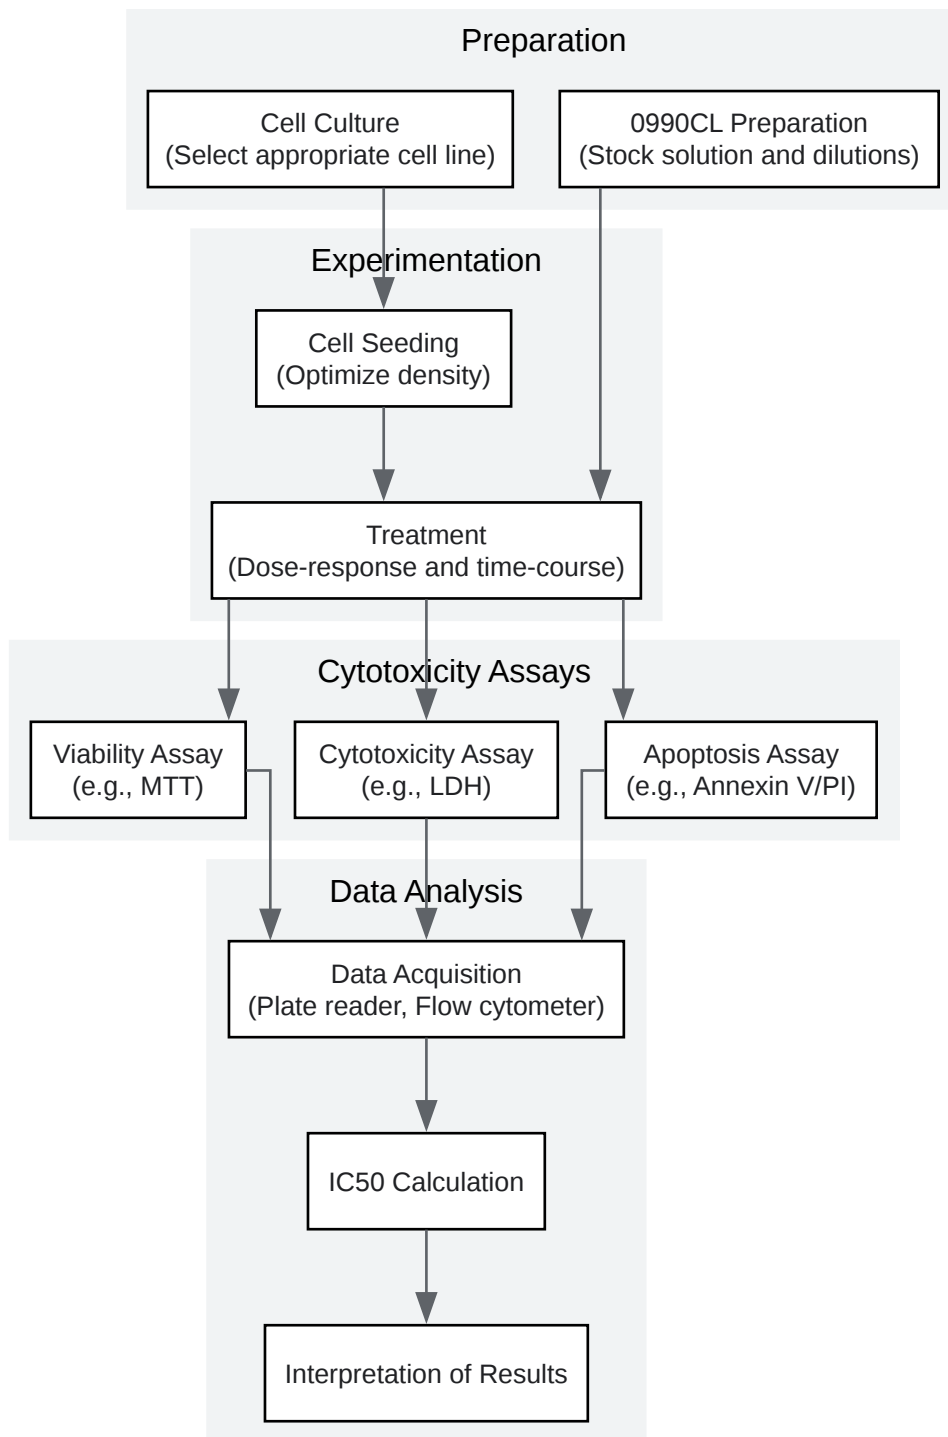 Preparation
Cell Culture
(Select appropriate cell line)
0990CL Preparation
(Stock solution and dilutions)
Experimentation
Cell Seeding
(Optimize density)
Treatment
(Dose-response and time-course)
Cytotoxicity Assays
Viability Assay
(e.g., MTT)
Cytotoxicity Assay
(e.g., LDH)
Apoptosis Assay
(e.g., Annexin V/PI)
Data Analysis
Data Acquisition
(Plate reader, Flow cytometer)
IC50 Calculation
Interpretation of Results